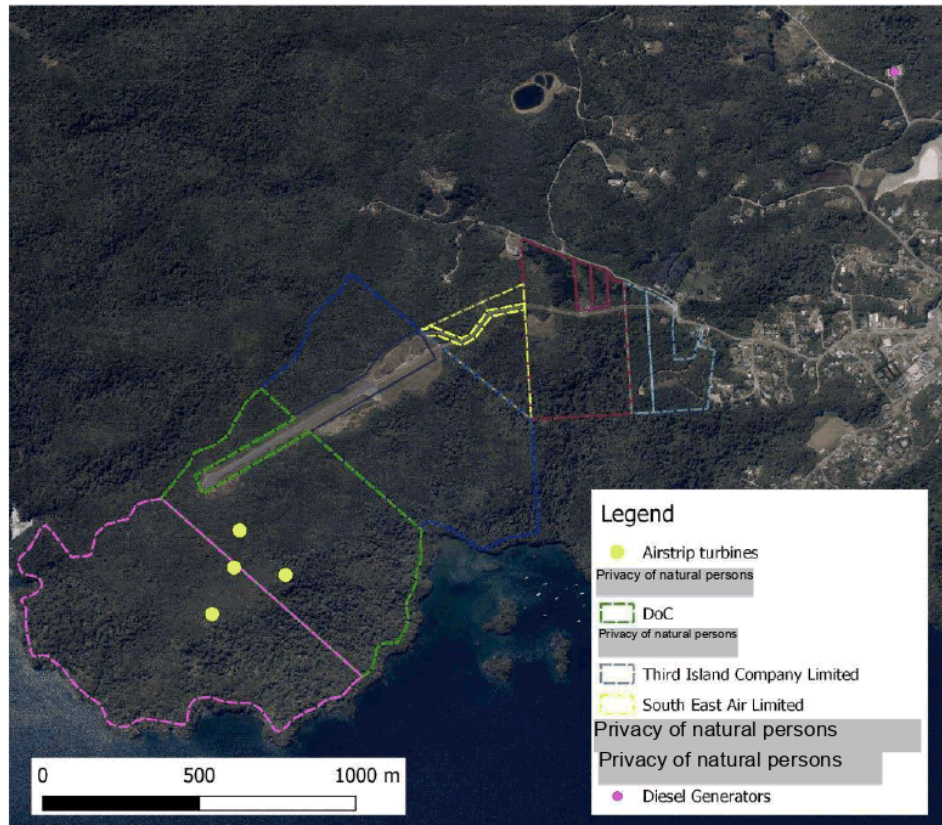 Legend
Airstrip turbines
Privacy of natural persons
DoC
Privacy of natural persons
Third Island Company Limited
South East Air Limited
Privacy of natural persons
Privacy of natural persons
Diesel Generators
0 500 1000 m